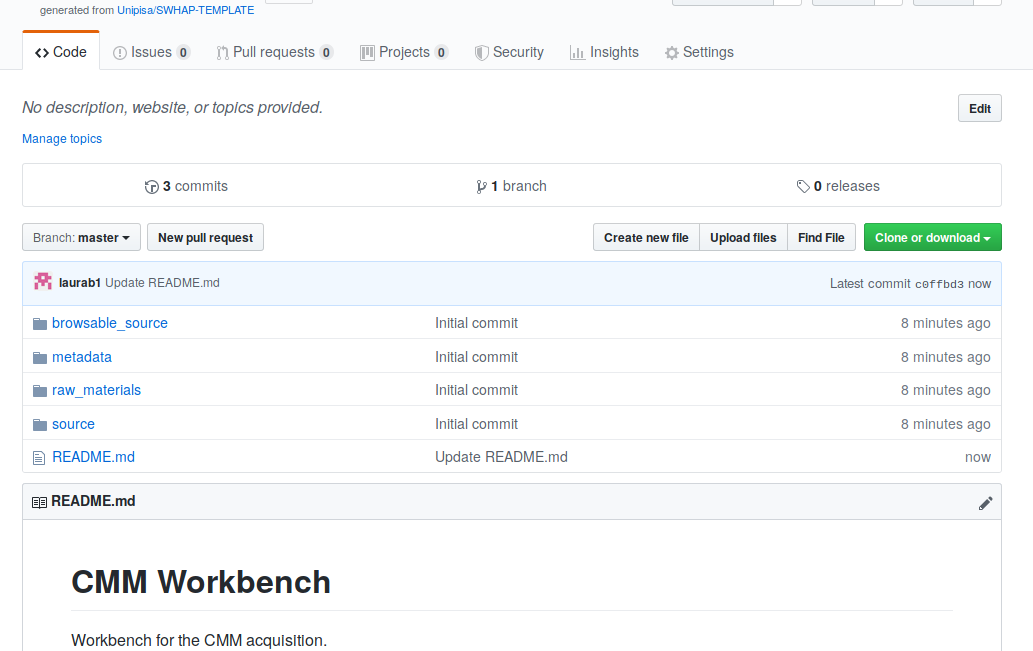 generated from Unipisa/SWHAP-TEMPLATE
Code Issues 0 Pull requests 0 Projects 0 Security Insights Settings
No description, website, or topics provided. Edit
Manage topics
3 commits 1 branch 0 releases
Branch: master New pull request Create new file Upload files Find File Clone or download
laurab1 Update README.md Latest commit c0ffbd3 now
browsable_source Initial commit 8 minutes ago
metadata Initial commit 8 minutes ago
raw_materials Initial commit 8 minutes ago
source Initial commit 8 minutes ago
README.md Update README.md now
README.md
CMM Workbench
Workbench for the CMM acquisition.